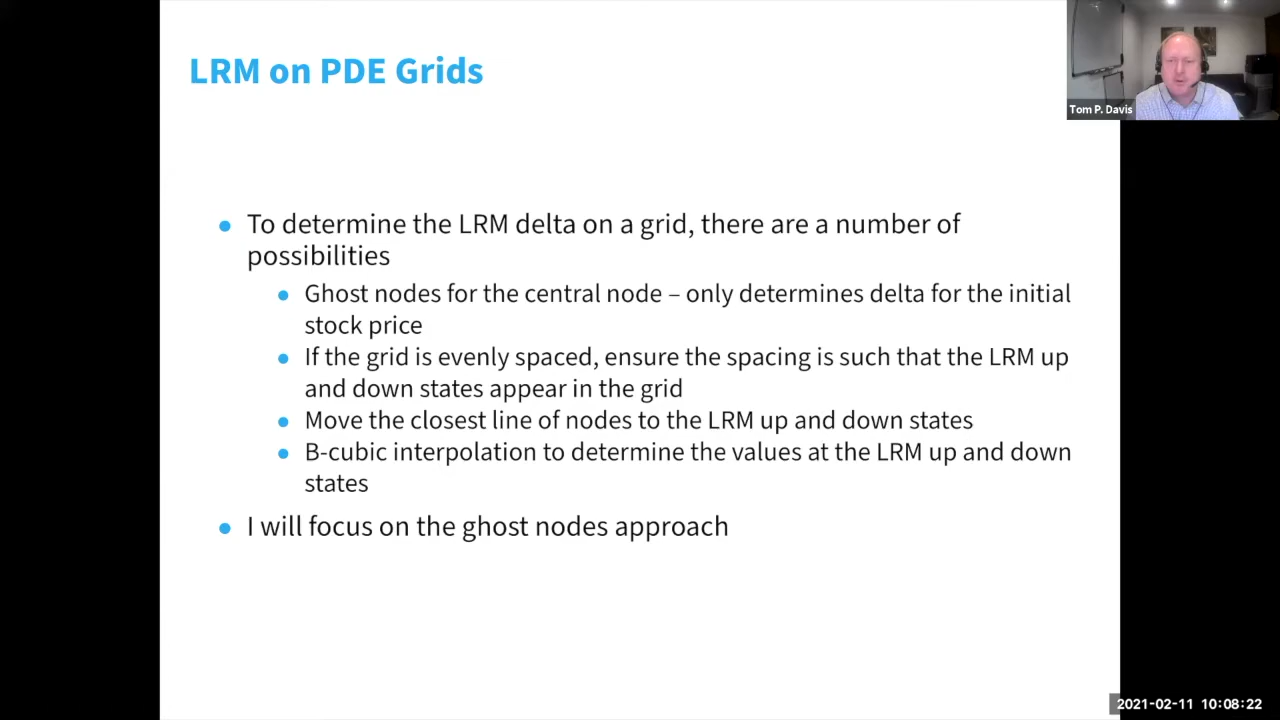 LRM on PDE Grids
Tom P. Davis
● To determine the LRM delta on a grid, there are a number of
possibilities
● Ghost nodes for the central node – only determines delta for the initial
stock price
● If the grid is evenly spaced, ensure the spacing is such that the LRM up
and down states appear in the grid
● Move the closest line of nodes to the LRM up and down states
● B-cubic interpolation to determine the values at the LRM up and down
states
● I will focus on the ghost nodes approach
2021-02-11 10:08:22